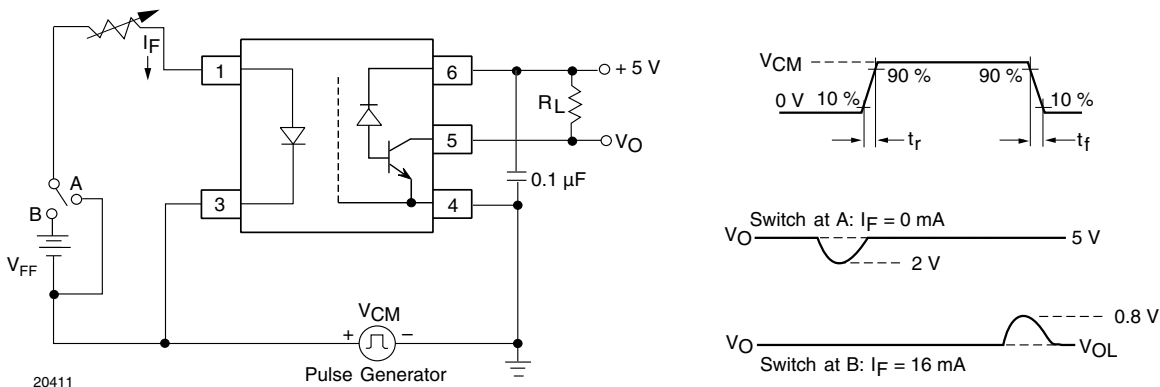 I_F
1
6
+ 5 V
R_L
5
V_O
A
B
3
4
0.1 µF
V_FF
V_CM
+
–
Pulse Generator
20411
V_CM
90 %
90 %
0 V
10 %
10 %
t_r
t_f
Switch at A: I_F = 0 mA
V_O
5 V
2 V
0.8 V
V_O
V_OL
Switch at B: I_F = 16 mA